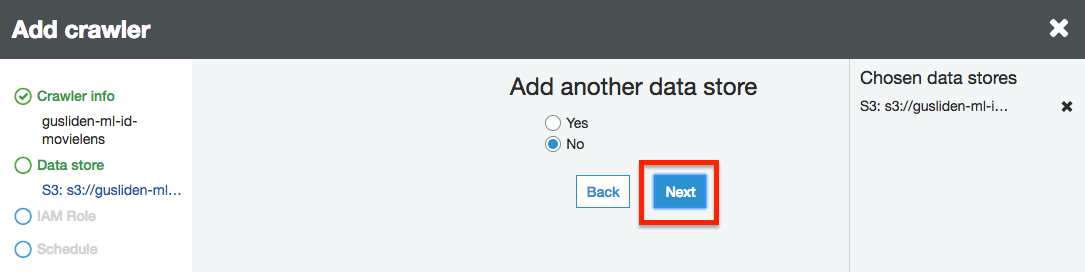 Add crawler
Crawler info
gusliden-ml-id-
movielens
Data store
S3: s3://gusliden-ml...
IAM Role
Schedule
Add another data store
Yes
No
Back
Next
Chosen data stores
S3: s3://gusliden-ml-i...